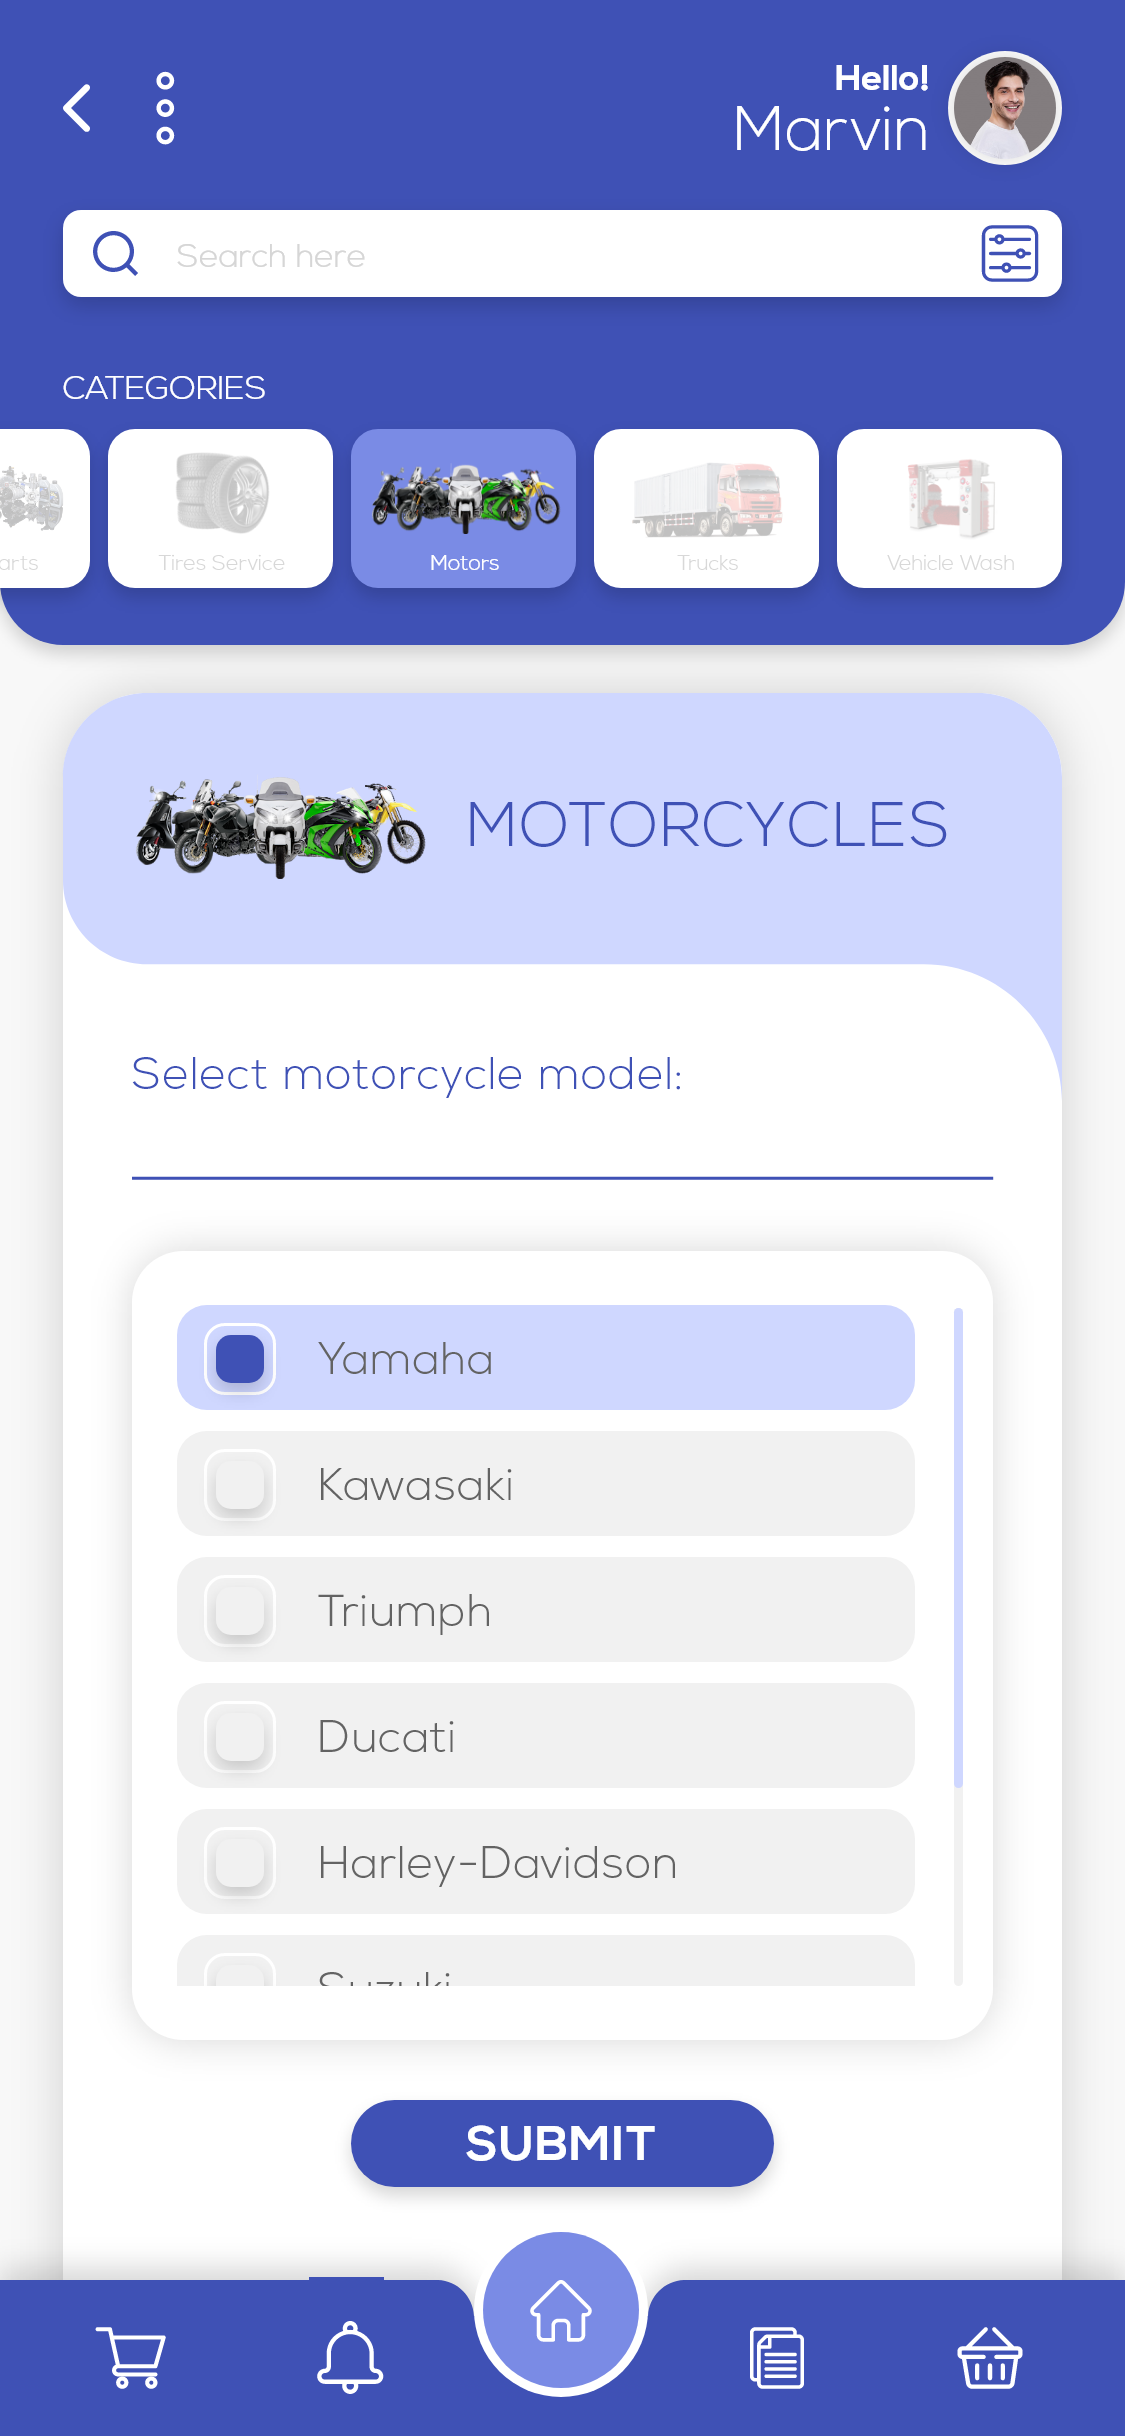 Hello!
Marvin
Search here
CATEGORIES
arts
Tires Service
Motors
Trucks
Vehicle Wash
MOTORCYCLES
Select motorcycle model:
Yamaha
Kawasaki
Triumph
Ducati
Harley-Davidson
Suzuki
SUBMIT